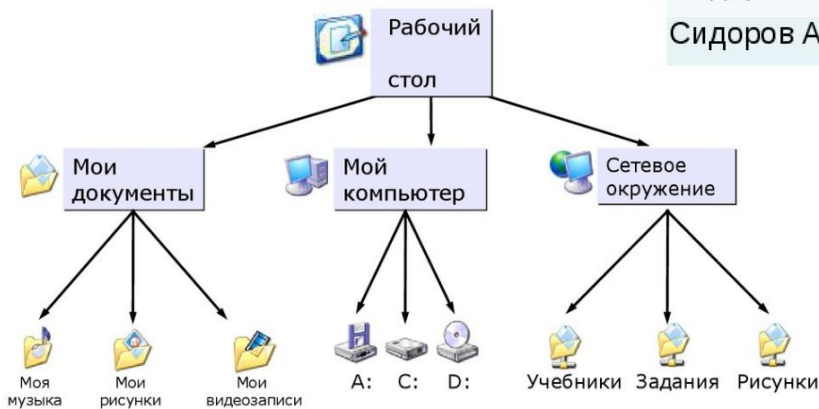 Рабочий
стол
Сидоров А
Мои
документы
Мой
компьютер
Сетевое
окружение
Моя
музыка
Мои
рисунки
Мои
видеозаписи
A: C: D:
Учебники Задания Рисунки